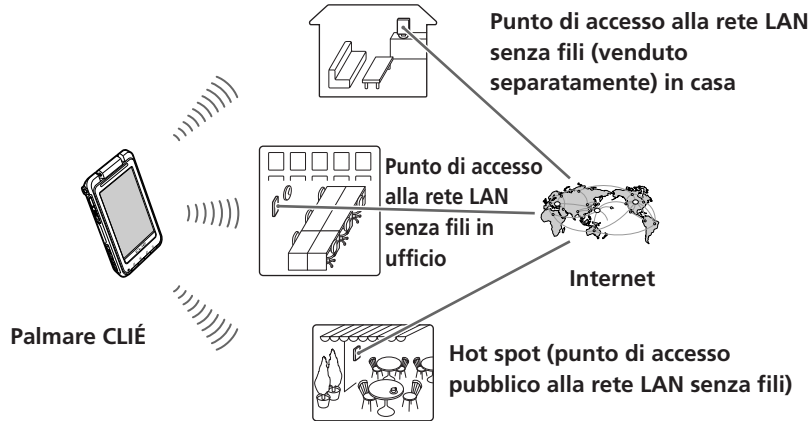 Punto di accesso alla rete LAN
senza fili (venduto
separatamente) in casa
Punto di accesso
alla rete LAN
senza fili in
ufficio
Internet
Palmare CLIÉ
Hot spot (punto di accesso
pubblico alla rete LAN senza fili)